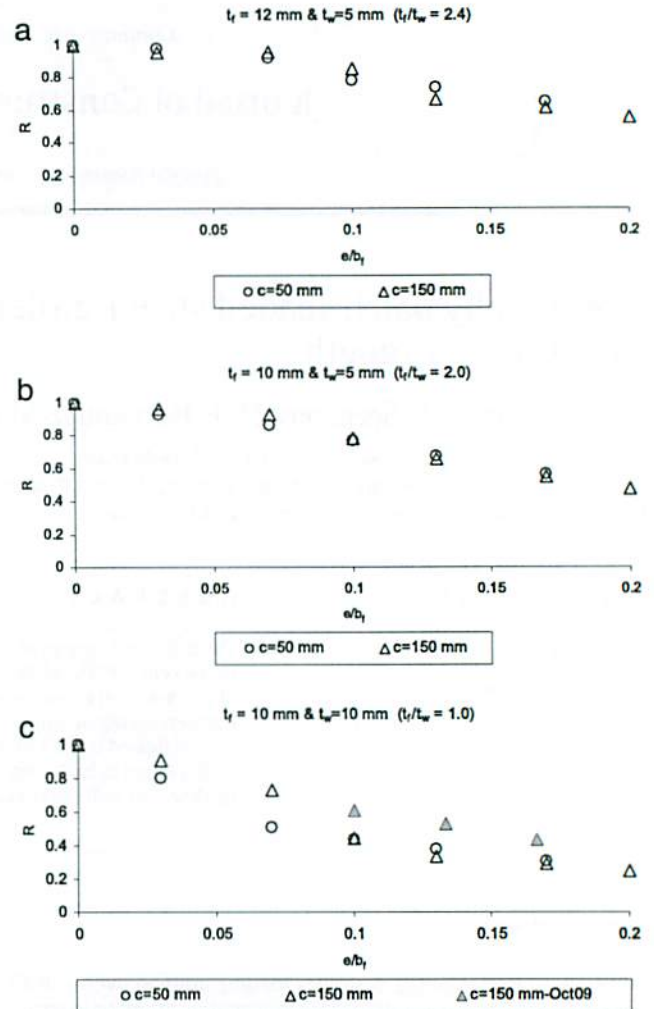 a
t_f = 12 mm & t_w=5 mm (t_f/t_w = 2.4)
1
0.8
0.6
0.4
0.2
0
R
0 0.05 0.1 0.15 0.2
e/b_f
○ c=50 mm △ c=150 mm
b
t_f = 10 mm & t_w=5 mm (t_f/t_w = 2.0)
1
0.8
0.6
0.4
0.2
0
R
0 0.05 0.1 0.15 0.2
e/b_f
○ c=50 mm △ c=150 mm
c
t_f = 10 mm & t_w=10 mm (t_f/t_w = 1.0)
1
0.8
0.6
0.4
0.2
0
R
0 0.05 0.1 0.15 0.2
e/b_f
○ c=50 mm △ c=150 mm ▲ c=150 mm-Oct09